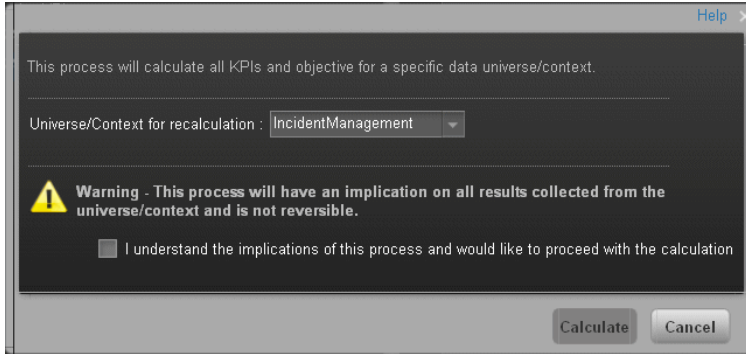 Help
This process will calculate all KPIs and objective for a specific data universe/context.
Universe/Context for recalculation : IncidentManagement
Warning - This process will have an implication on all results collected from the
universe/context and is not reversible.
I understand the implications of this process and would like to proceed with the calculation
Calculate Cancel